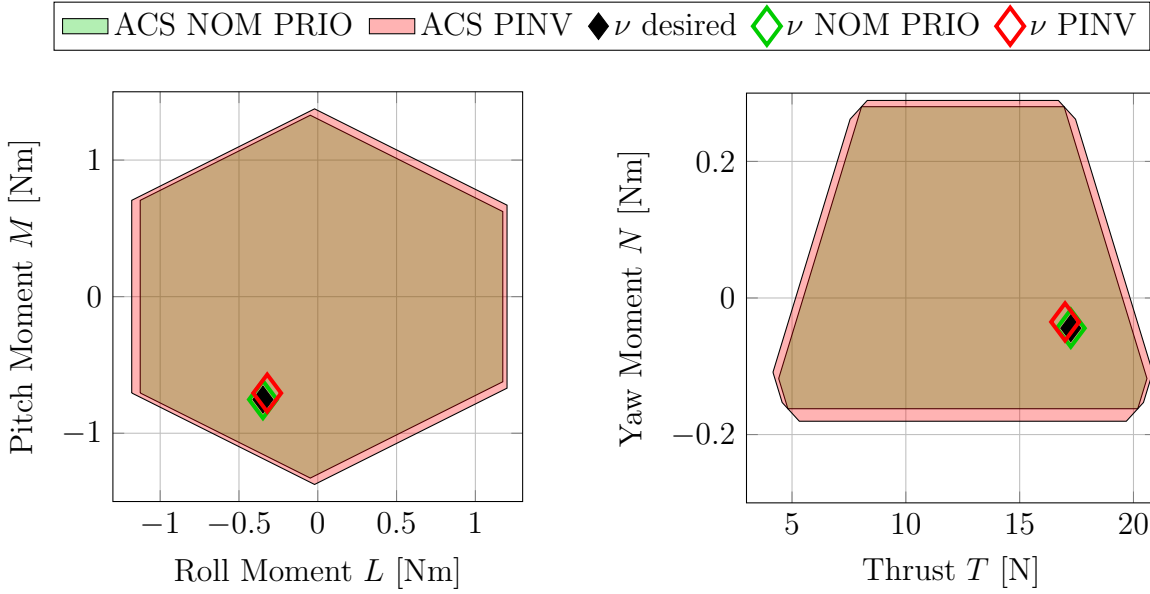 ACS NOM PRIO ACS PINV ν desired ν NOM PRIO ν PINV
Pitch Moment M [Nm]
1
0
−1
−1 −0.5 0 0.5 1
Roll Moment L [Nm]
Yaw Moment N [Nm]
0.2
0
−0.2
5 10 15 20
Thrust T [N]